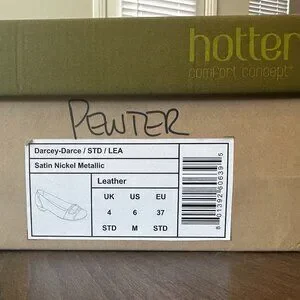 hotter
comfort concept
PEWTER
Darcey-Darce / STD / LEA
Satin Nickel Metallic
Leather
UK US EU
4 6 37
STD M STD